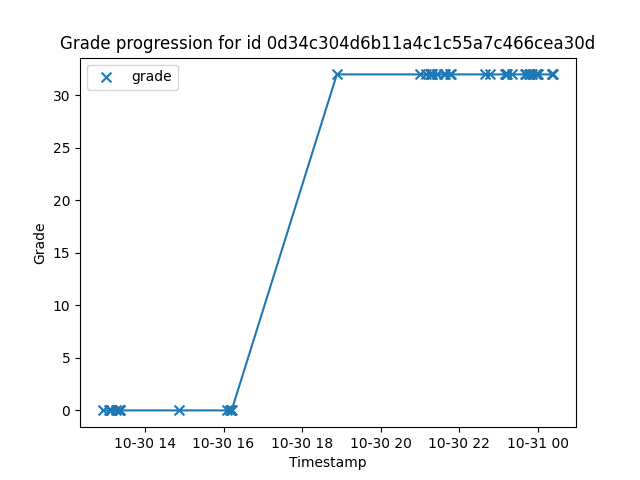 Grade progression for id 0d34c304d6b11a4c1c55a7c466cea30d
grade
30
25
20
15
10
5
0
Grade
10-30 14 10-30 16 10-30 18 10-30 20 10-30 22 10-31 00
Timestamp